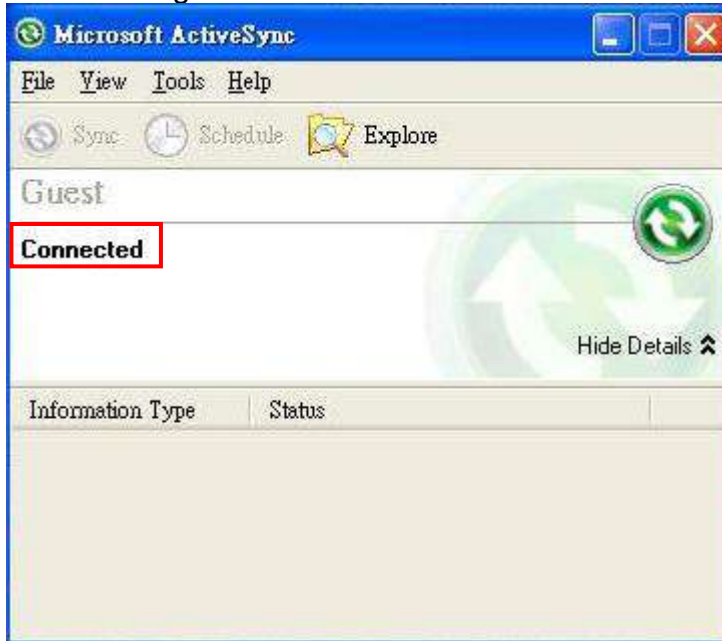 Microsoft ActiveSync
File View Tools Help
Sync Schedule Explore
Guest
Connected
Hide Details
Information Type Status